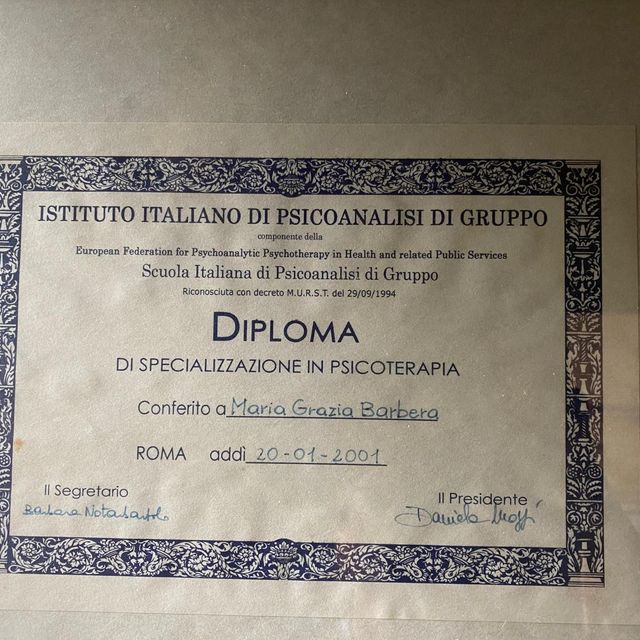 ISTITUTO ITALIANO DI PSICOANALISI DI GRUPPO
componente della
European Federation for Psychoanalytic Psychotherapy in Health and related Public Services
Scuola Italiana di Psicoanalisi di Gruppo
Riconosciuta con decreto M.U.R.S.T. del 29/09/1994
DIPLOMA
DI SPECIALIZZAZIONE IN PSICOTERAPIA
Conferito a Maria Grazia Barbera
ROMA addì 20-01-2001
Il Segretario
Il Presidente
Barbara